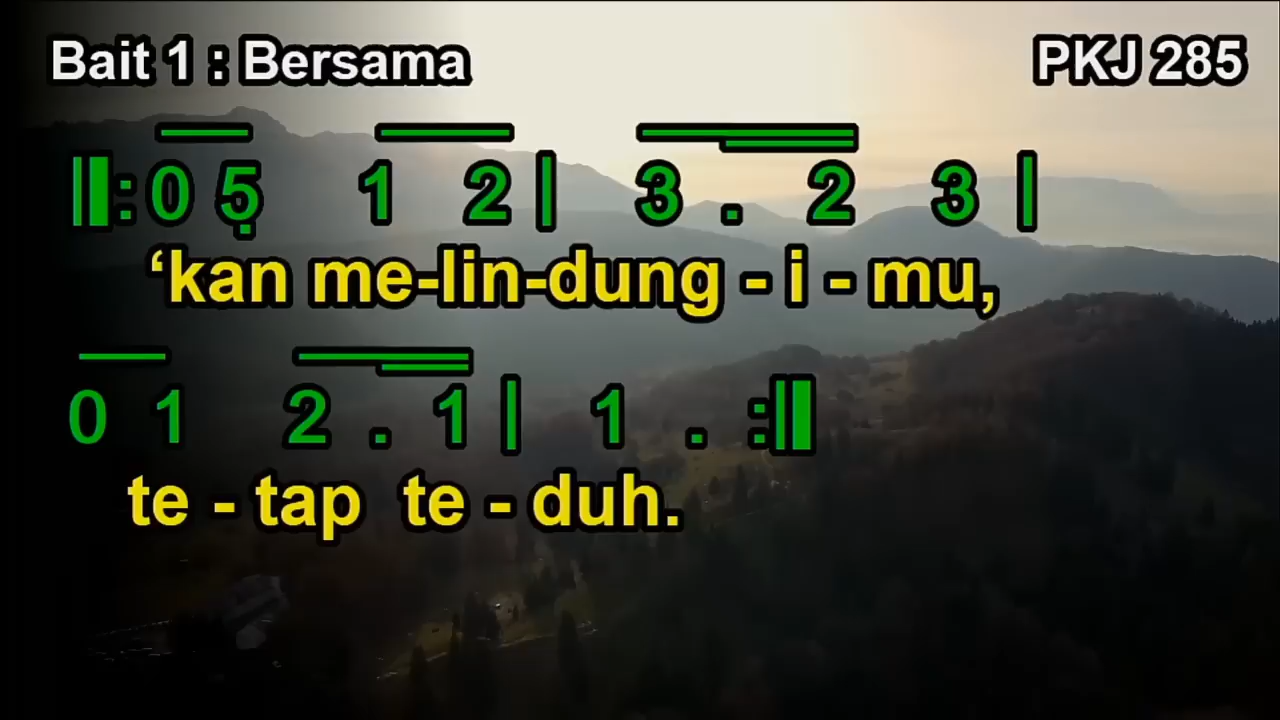 Bait 1 : Bersama
PKJ 285
‖: 0 5̣ 1 2 | 3 . 2 3 |
‘kan me-lin-dung - i - mu,
0 1 2 . 1 | 1 . :‖
te - tap te - duh.